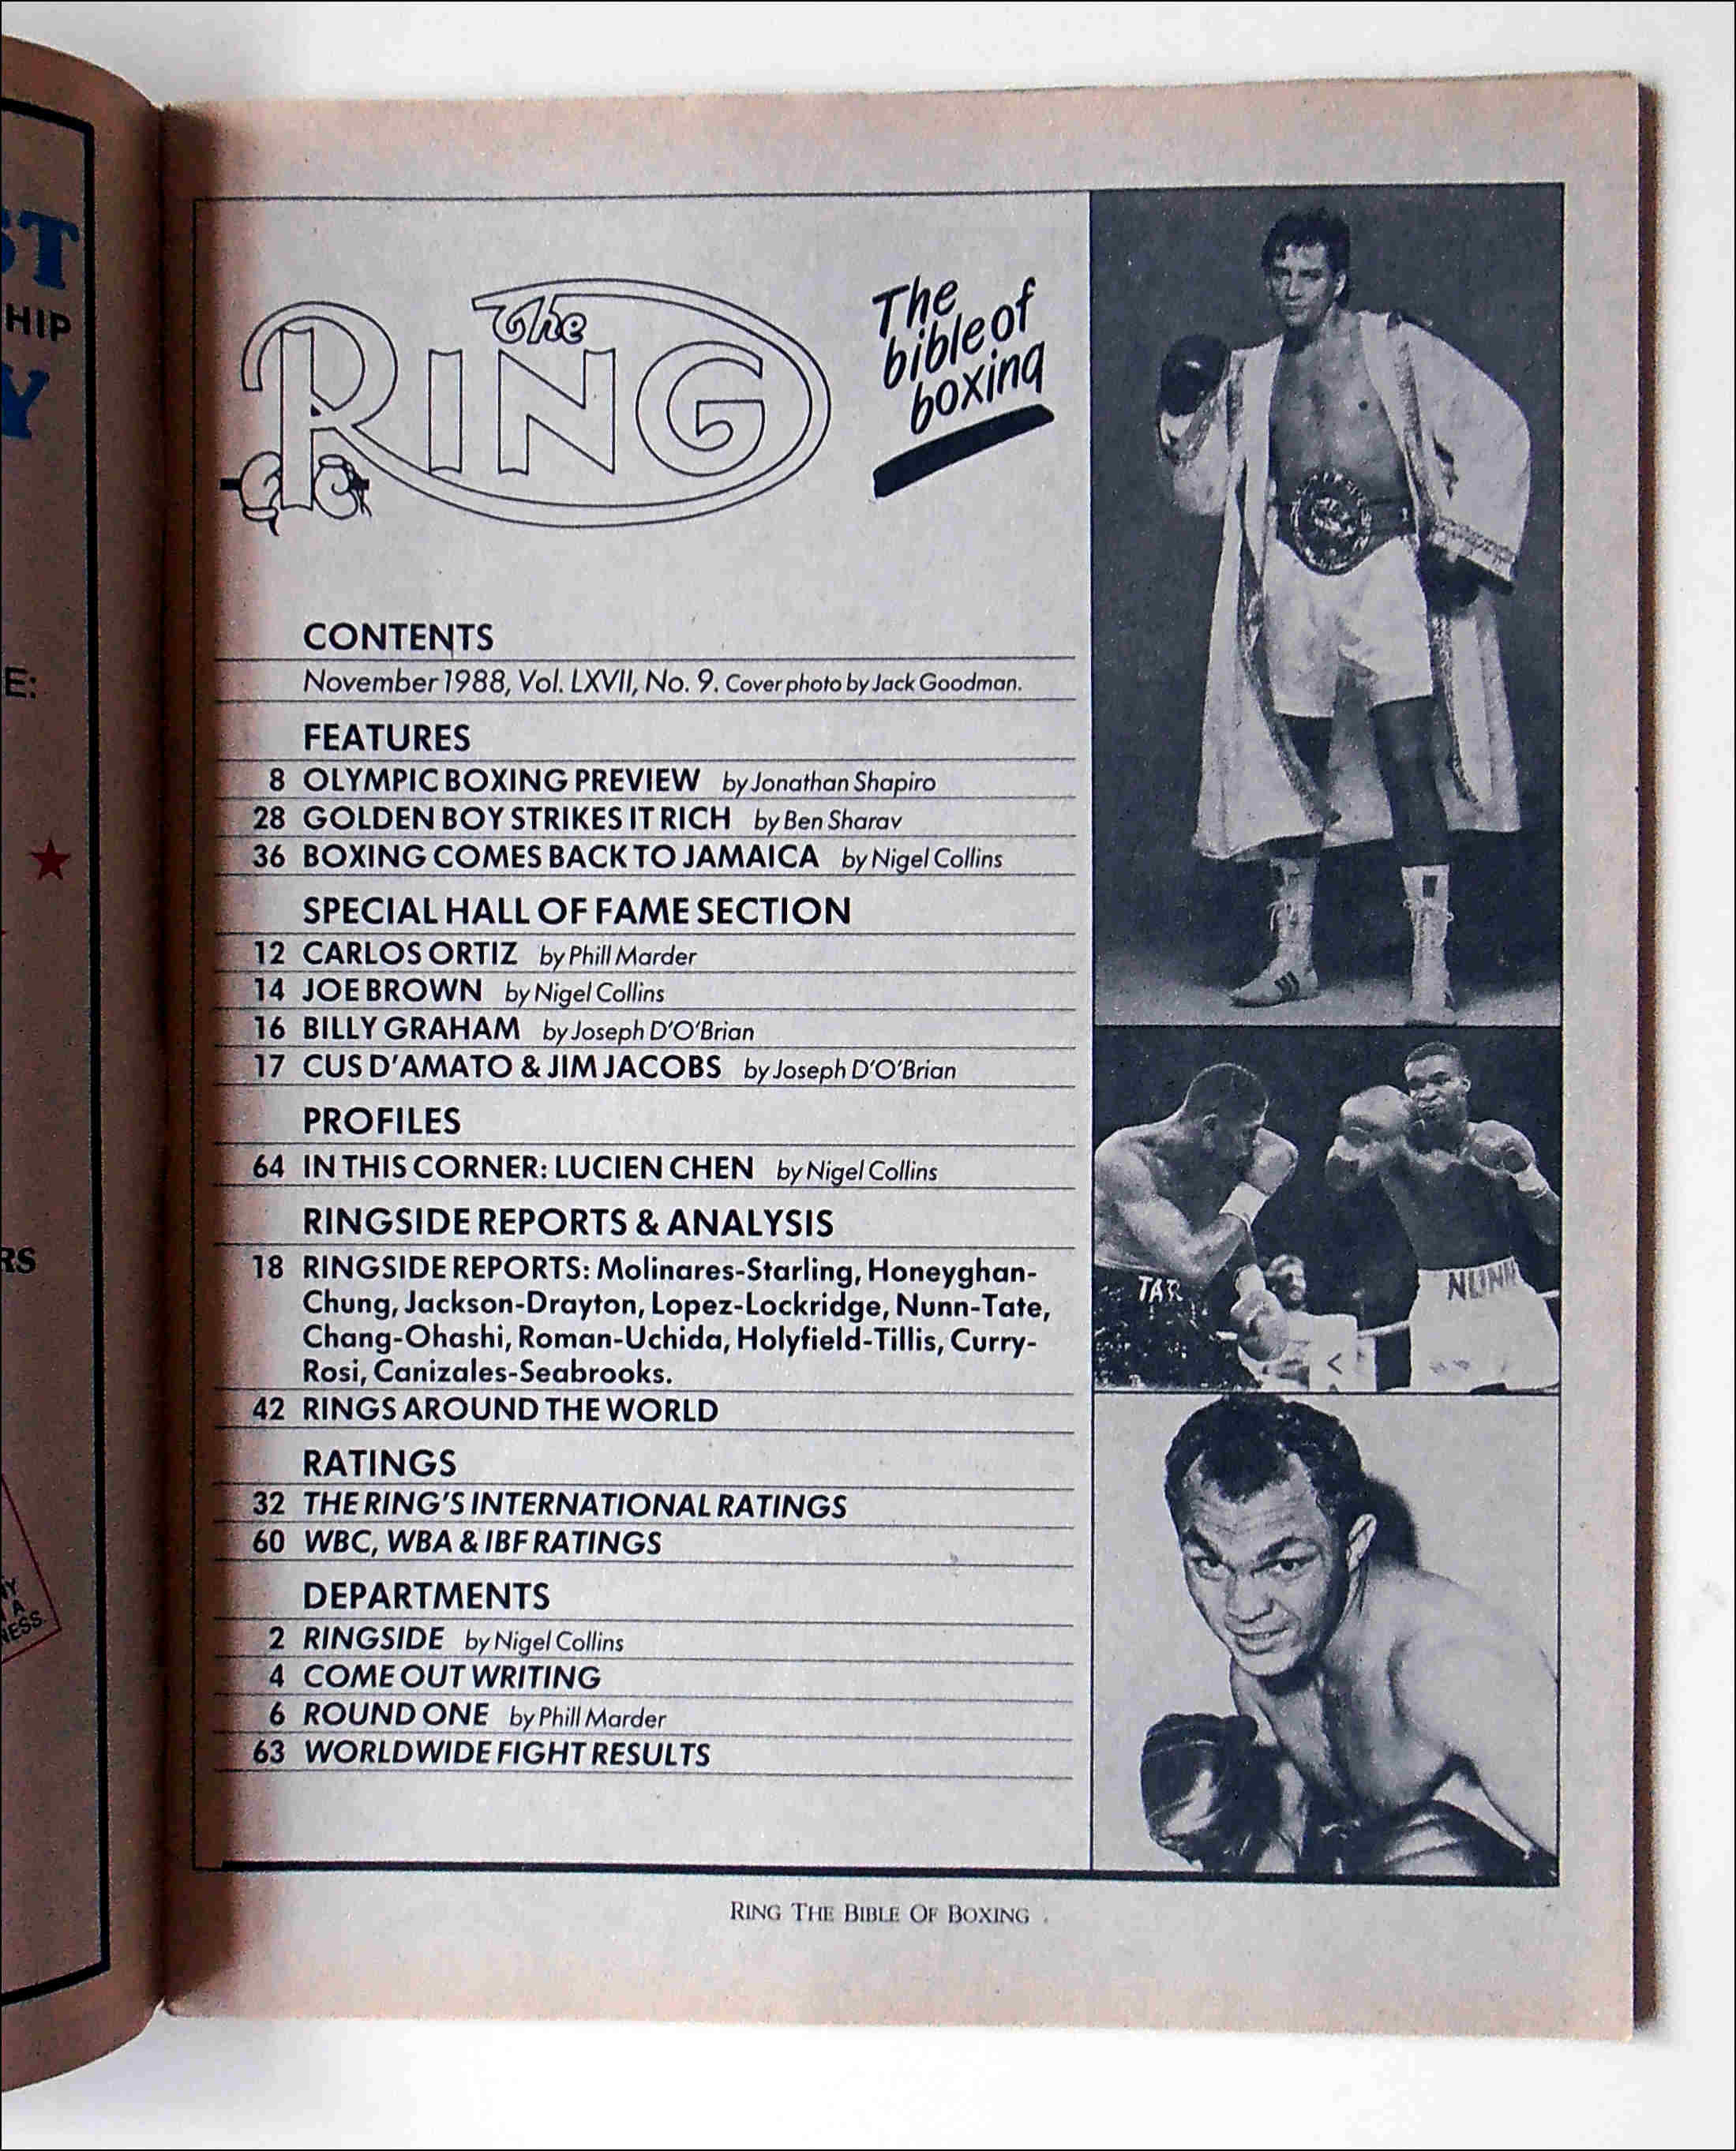 ST
HIP
Y
E:
RS
NESS
The
RING
The
bible of
boxing
CONTENTS
November 1988, Vol. LXVII, No. 9. Cover photo by Jack Goodman.
FEATURES
8 OLYMPIC BOXING PREVIEW by Jonathan Shapiro
28 GOLDEN BOY STRIKES IT RICH by Ben Sharav
36 BOXING COMES BACK TO JAMAICA by Nigel Collins
SPECIAL HALL OF FAME SECTION
12 CARLOS ORTIZ by Phill Marder
14 JOE BROWN by Nigel Collins
16 BILLY GRAHAM by Joseph D'O'Brian
17 CUS D'AMATO & JIM JACOBS by Joseph D'O'Brian
PROFILES
64 IN THIS CORNER: LUCIEN CHEN by Nigel Collins
RINGSIDE REPORTS & ANALYSIS
18 RINGSIDE REPORTS: Molinares-Starling, Honeyghan-
Chung, Jackson-Drayton, Lopez-Lockridge, Nunn-Tate,
Chang-Ohashi, Roman-Uchida, Holyfield-Tillis, Curry-
Rosi, Canizales-Seabrooks.
42 RINGS AROUND THE WORLD
RATINGS
32 THE RING'S INTERNATIONAL RATINGS
60 WBC, WBA & IBF RATINGS
DEPARTMENTS
2 RINGSIDE by Nigel Collins
4 COME OUT WRITING
6 ROUND ONE by Phill Marder
63 WORLDWIDE FIGHT RESULTS
TAR
NUNN
RING THE BIBLE OF BOXING